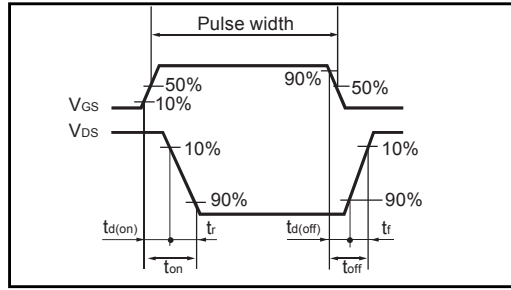 Pulse width
90%
50%
50%
VGS
10%
VDS
10%
10%
90%
90%
td(on)
tr
td(off)
tf
ton
toff